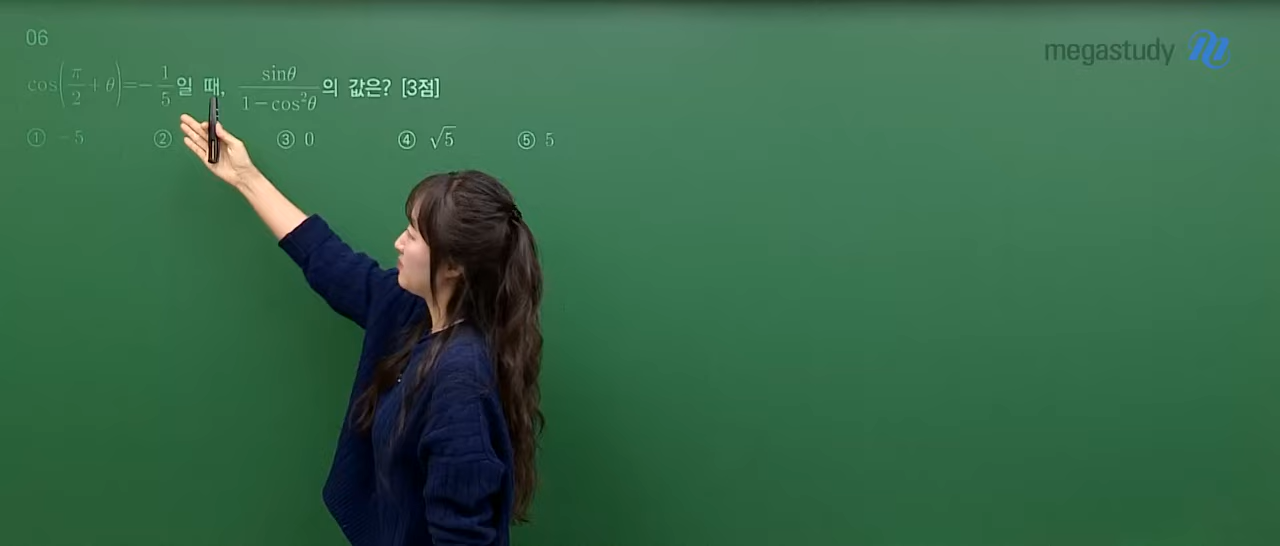 06
megastudy
cos(π/2 + θ)=−1/5일 때, sinθ/(1−cos²θ)의 값은? [3점]
① −5 ② ③ 0 ④ √5 ⑤ 5